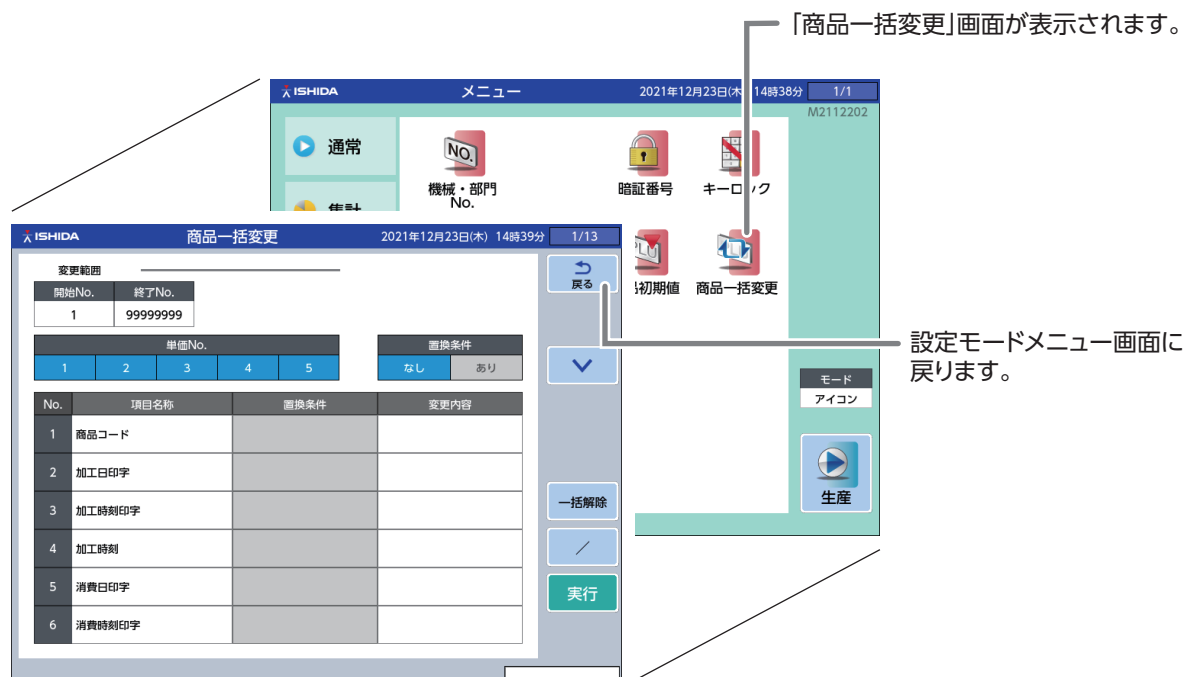 「商品一括変更」画面が表示されます。
ISHIDA
メニュー
2021年12月23日(木) 14時38分
1/1
M2112202
通常
集計
機械・部門
No.
暗証番号
キーロック
初期値
商品一括変更
モード
アイコン
生産
設定モードメニュー画面に
戻ります。
ISHIDA
商品一括変更
2021年12月23日(木) 14時39分
1/13
変更範囲
開始No. 終了No.
1 99999999
単価No. 置換条件
1 2 3 4 5 なし あり
No. 項目名称 置換条件 変更内容
1 商品コード
2 加工日印字
3 加工時刻印字
4 加工時刻
5 消費日印字
6 消費時刻印字
戻る
一括解除
／
実行